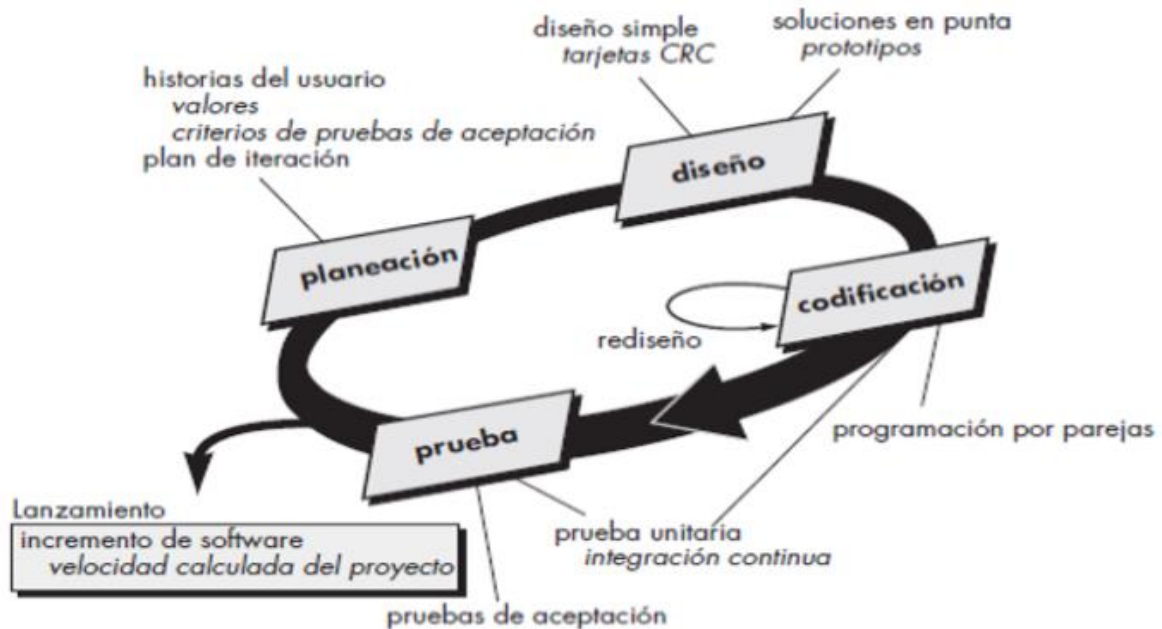 diseño simple
tarjetas CRC
soluciones en punta
prototipos
historias del usuario
valores
criterios de pruebas de aceptación
plan de iteración
diseño
planeación
codificación
rediseño
prueba
programación por parejas
Lanzamiento
incremento de software
velocidad calculada del proyecto
prueba unitaria
integración continua
pruebas de aceptación